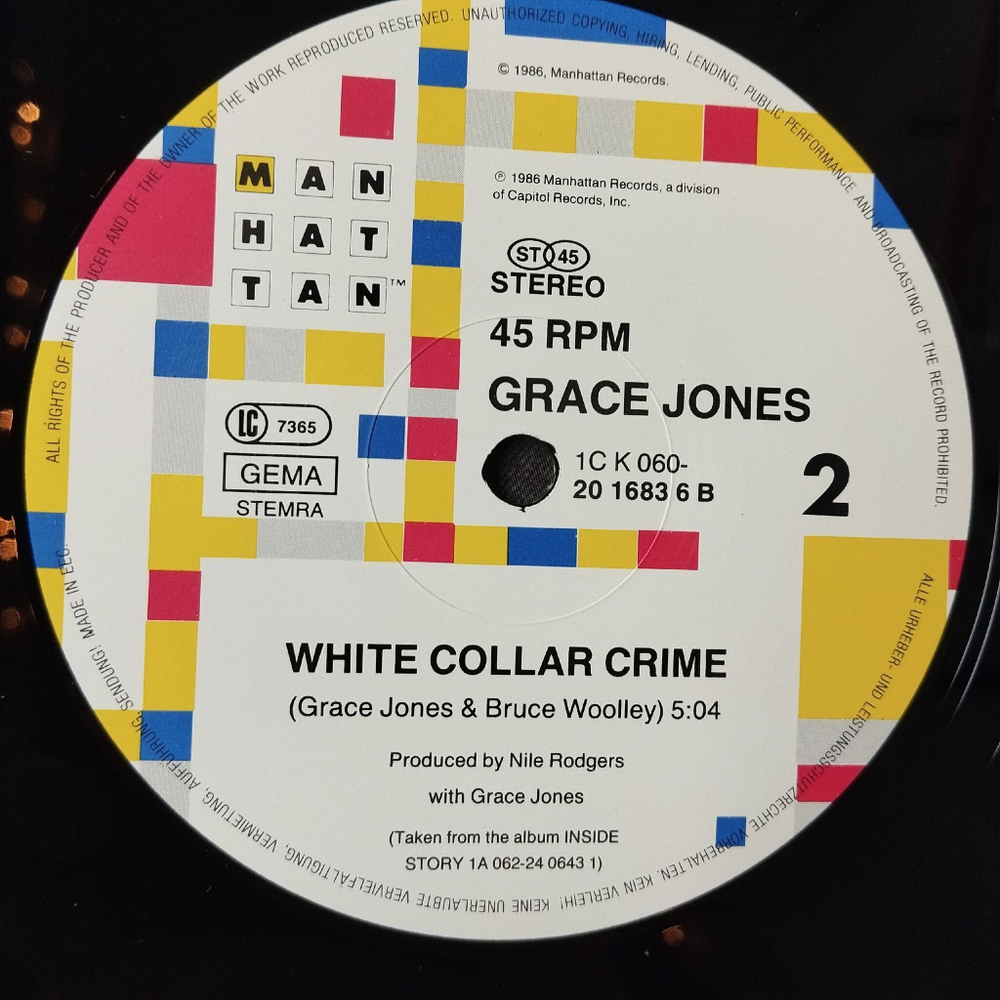 ALL RIGHTS OF THE PRODUCER AND OF THE OWNER OF THE WORK REPRODUCED RESERVED. UNAUTHORIZED COPYING, HIRING, LENDING, PUBLIC PERFORMANCE AND BROADCASTING OF THE RECORD PROHIBITED.
© 1986, Manhattan Records.
MAN
HAT
TAN™
℗ 1986 Manhattan Records, a division
of Capitol Records, Inc.
ST 45
STEREO
45 RPM
GRACE JONES
LC 7365
GEMA
STEMRA
1C K 060-
20 1683 6 B
2
WHITE COLLAR CRIME
(Grace Jones & Bruce Woolley) 5:04
Produced by Nile Rodgers
with Grace Jones
(Taken from the album INSIDE
STORY 1A 062-24 0643 1)
ALLE URHEBER- UND LEISTUNGSSCHUTZRECHTE VORBEHALTEN. KEIN VERLEIH! KEINE UNERLAUBTE VERVIELFÄLTIGUNG, VERMIETUNG, AUFFÜHRUNG, SENDUNG! MADE IN EEC.